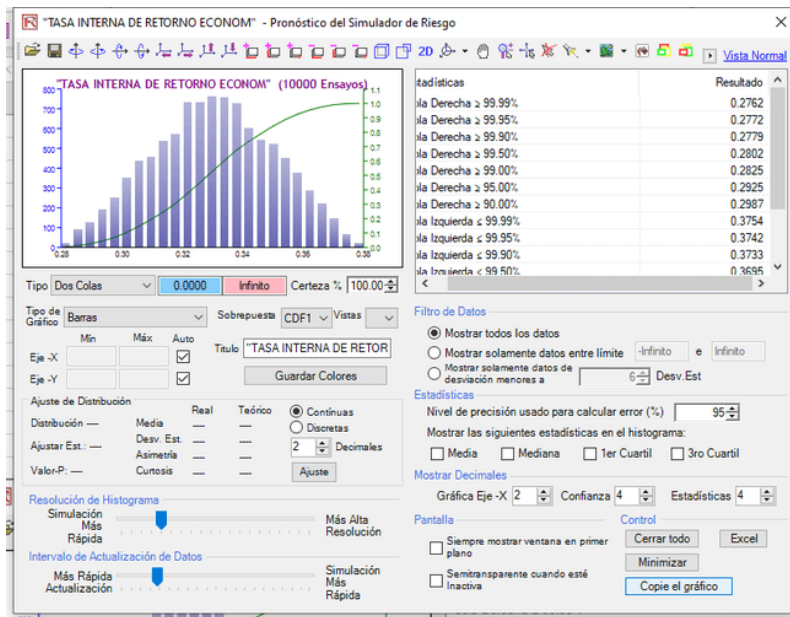 "TASA INTERNA DE RETORNO ECONOM" - Pronóstico del Simulador de Riesgo
2D
Vista Normal
"TASA INTERNA DE RETORNO ECONOM" (10000 Ensayos)
800
700
600
500
400
300
200
100
0
0.28 0.30 0.32 0.34 0.36 0.38
1.1
1.0
0.9
0.8
0.7
0.6
0.5
0.4
0.3
0.2
0.1
0.0
tadísticas Resultado
ola Derecha ≥ 99.99% 0.2762
ola Derecha ≥ 99.95% 0.2772
ola Derecha ≥ 99.90% 0.2779
ola Derecha ≥ 99.50% 0.2802
ola Derecha ≥ 99.00% 0.2825
ola Derecha ≥ 95.00% 0.2925
ola Derecha ≥ 90.00% 0.2987
ola Izquierda ≤ 99.99% 0.3754
ola Izquierda ≤ 99.95% 0.3742
ola Izquierda ≤ 99.90% 0.3733
ola Izquierda ≤ 99.50% 0.3695
Tipo Dos Colas 0.0000 Infinito Certeza % 100.00
Tipo de Gráfico Barras Sobrepuesta CDF1 Vistas
Min Máx Auto
Eje -X
Eje -Y
Titulo "TASA INTERNA DE RETOR
Guardar Colores
Ajuste de Distribución
Real Teórico Contínuas
Distribución --- Media --- --- Discretas
Ajustar Est.: --- Desv. Est. --- --- 2 Decimales
Asimetría --- ---
Valor-P: --- Curtosis --- --- Ajuste
Resolución de Histograma
Simulación Más Rápida
Más Alta Resolución
Intervalo de Actualización de Datos
Más Rápida Actualización
Simulación Más Rápida
Filtro de Datos
Mostrar todos los datos
Mostrar solamente datos entre límite -Infinito e Infinito
Mostrar solamente datos de desviación menores a 6 Desv.Est
Estadísticas
Nivel de precisión usado para calcular error (%) 95
Mostrar las siguientes estadísticas en el histograma:
Media Mediana 1er Cuartil 3ro Cuartil
Mostrar Decimales
Gráfica Eje -X 2 Confianza 4 Estadísticas 4
Pantalla
Siempre mostrar ventana en primer plano
Semitransparente cuando esté Inactiva
Control
Cerrar todo Excel
Minimizar
Copie el gráfico